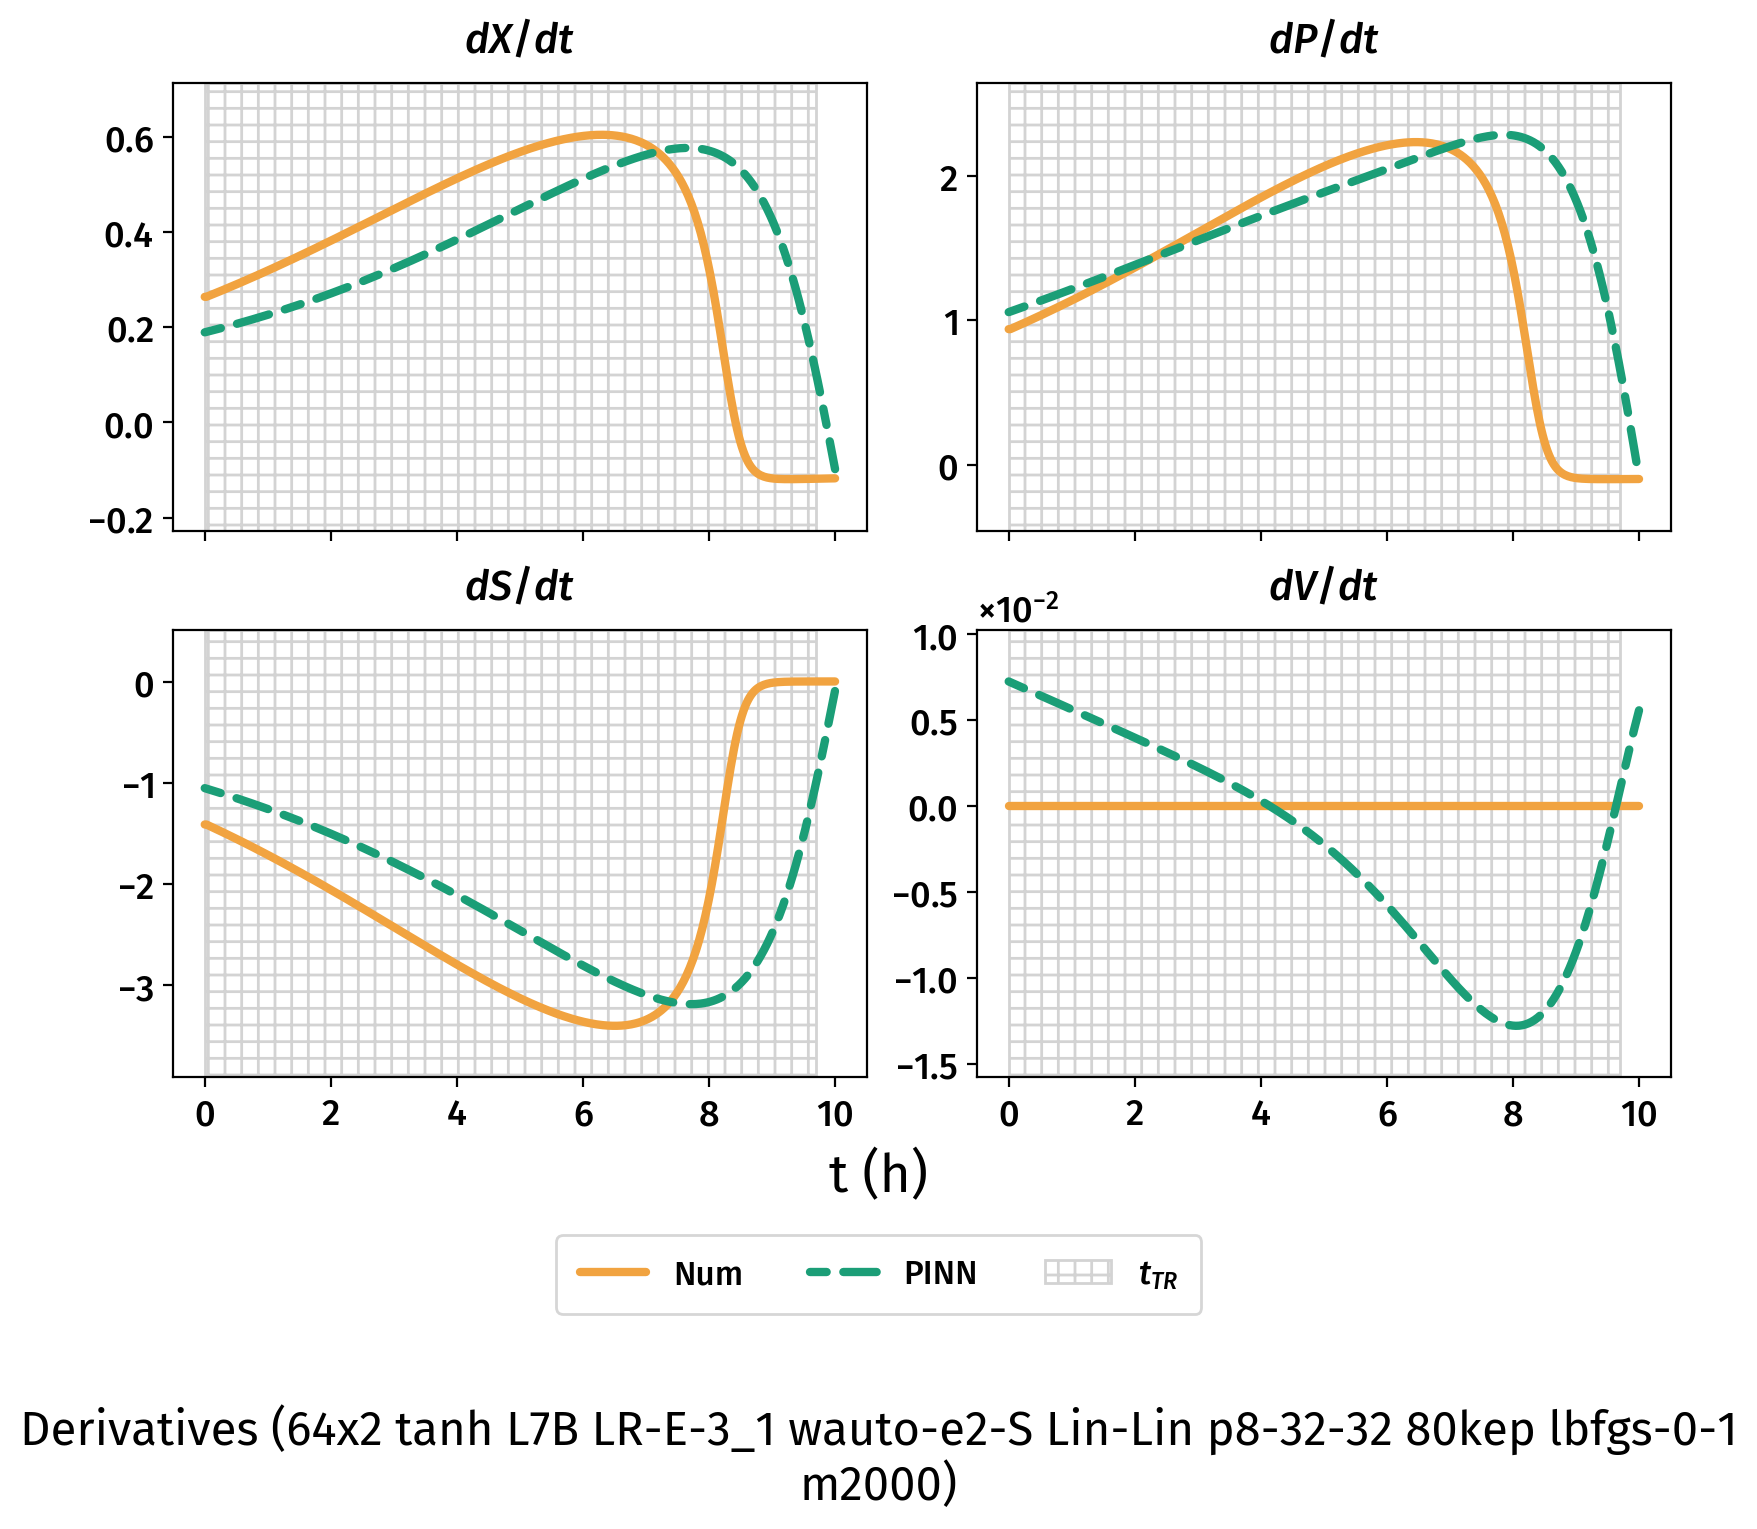 dX/dt
dP/dt
0.6
0.4
0.2
0.0
−0.2
2
1
0
dS/dt
dV/dt
×10⁻²
0
−1
−2
−3
1.0
0.5
0.0
−0.5
−1.0
−1.5
0 2 4 6 8 10
0 2 4 6 8 10
t (h)
Num PINN t_TR
Derivatives (64x2 tanh L7B LR-E-3_1 wauto-e2-S Lin-Lin p8-32-32 80kep lbfgs-0-1
m2000)